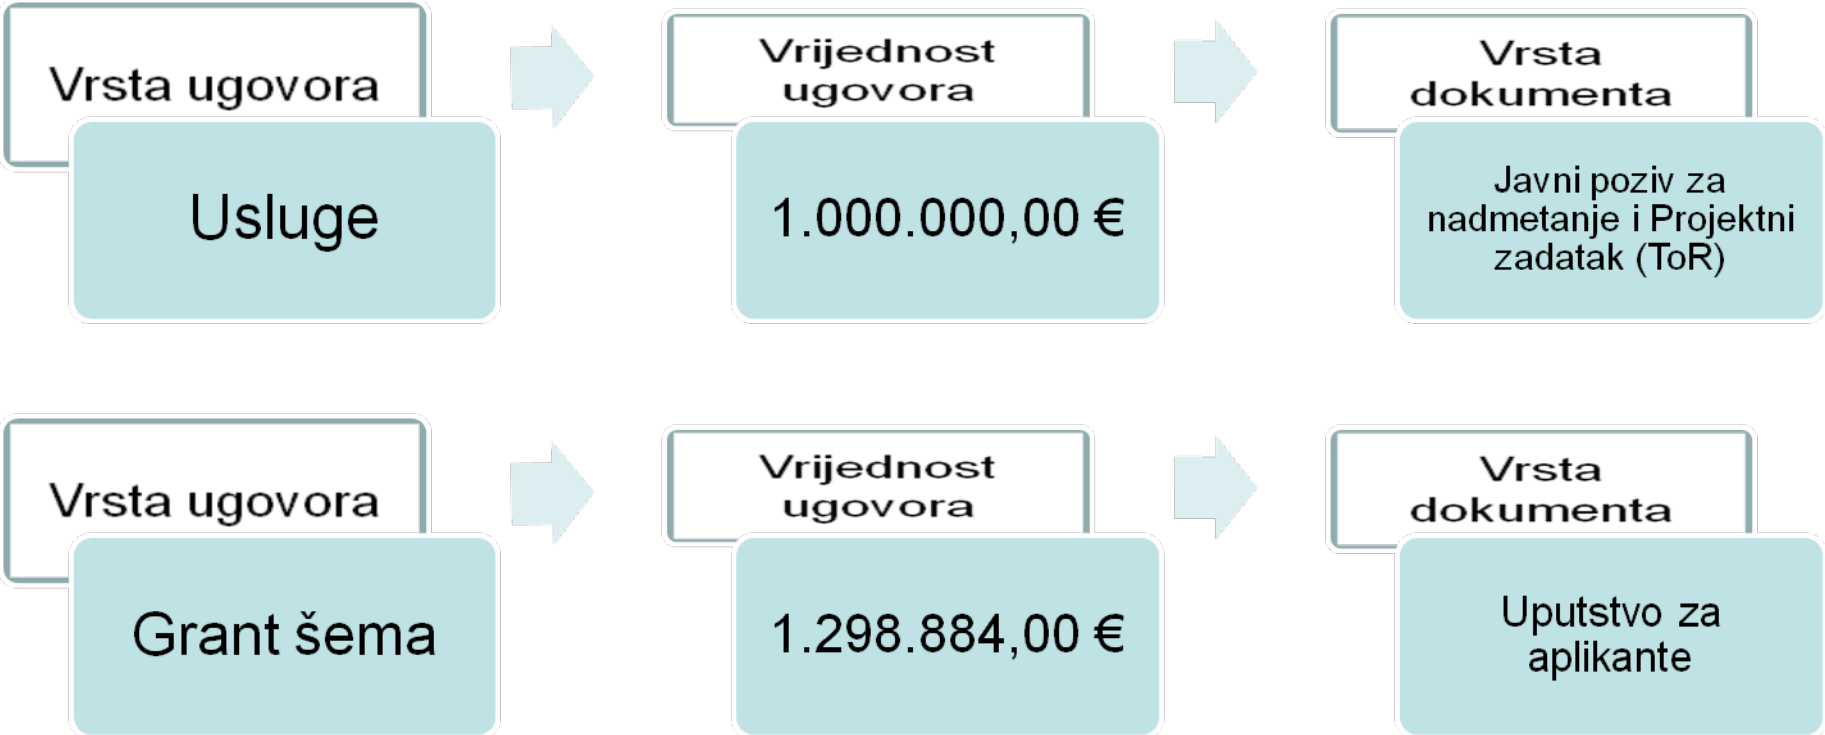 Vrsta ugovora
Usluge
Vrijednost
ugovora
1.000.000,00 €
Vrsta
dokumenta
Javni poziv za
nadmetanje i Projektni
zadatak (ToR)
Vrsta ugovora
Grant šema
Vrijednost
ugovora
1.298.884,00 €
Vrsta
dokumenta
Uputstvo za
aplikante